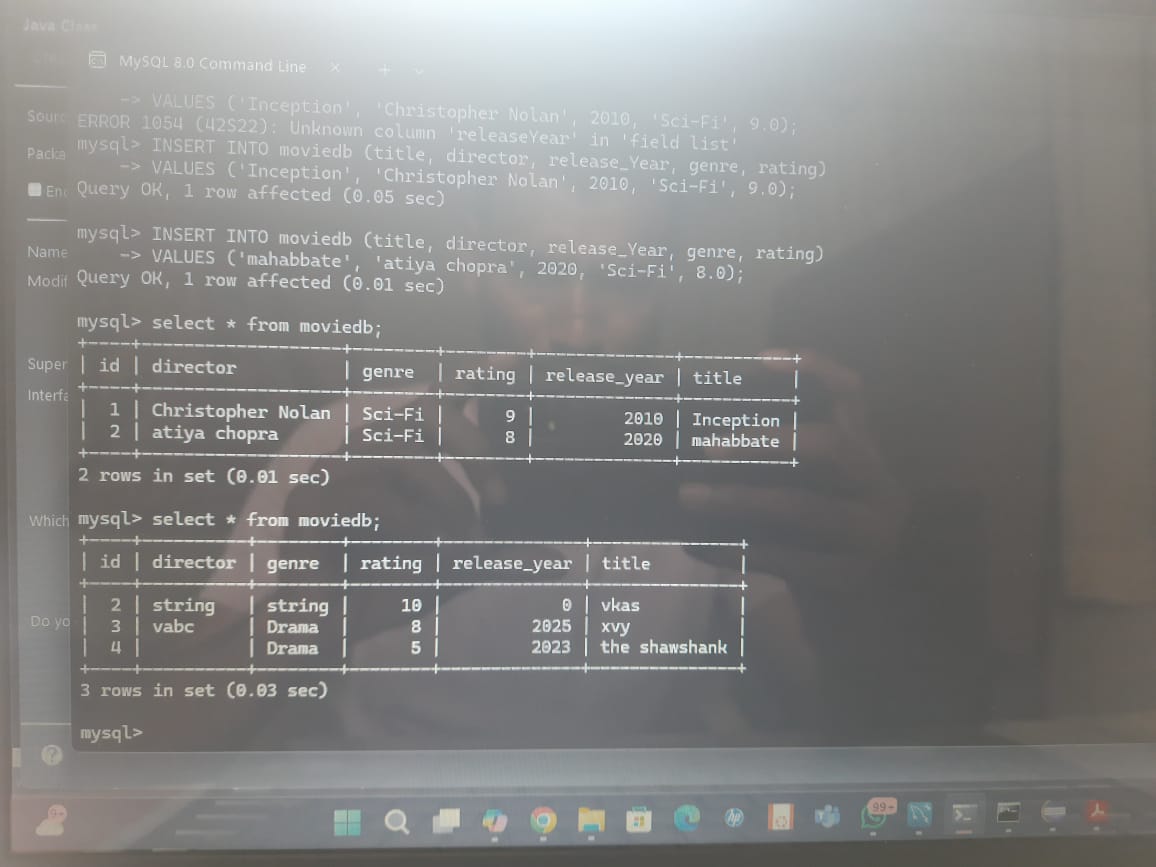 Java Class
MySQL 8.0 Command Line
-> VALUES ('Inception', 'Christopher Nolan', 2010, 'Sci-Fi', 9.0);
ERROR 1054 (42S22): Unknown column 'releaseYear' in 'field list'
mysql> INSERT INTO moviedb (title, director, release_Year, genre, rating)
-> VALUES ('Inception', 'Christopher Nolan', 2010, 'Sci-Fi', 9.0);
Query OK, 1 row affected (0.05 sec)
mysql> INSERT INTO moviedb (title, director, release_Year, genre, rating)
-> VALUES ('mahabbate', 'atiya chopra', 2020, 'Sci-Fi', 8.0);
Query OK, 1 row affected (0.01 sec)
mysql> select * from moviedb;
| id | director | genre | rating | release_year | title |
| 1 | Christopher Nolan | Sci-Fi | 9 | 2010 | Inception |
| 2 | atiya chopra | Sci-Fi | 8 | 2020 | mahabbate |
2 rows in set (0.01 sec)
mysql> select * from moviedb;
| id | director | genre | rating | release_year | title |
| 2 | string | string | 10 | 0 | vkas |
| 3 | vabc | Drama | 8 | 2025 | xvy |
| 4 | | Drama | 5 | 2023 | the shawshank |
3 rows in set (0.03 sec)
mysql>
Sourc
Packa
Enc
Name
Modif
Super
Interfa
Which
Do yo
9+
99+